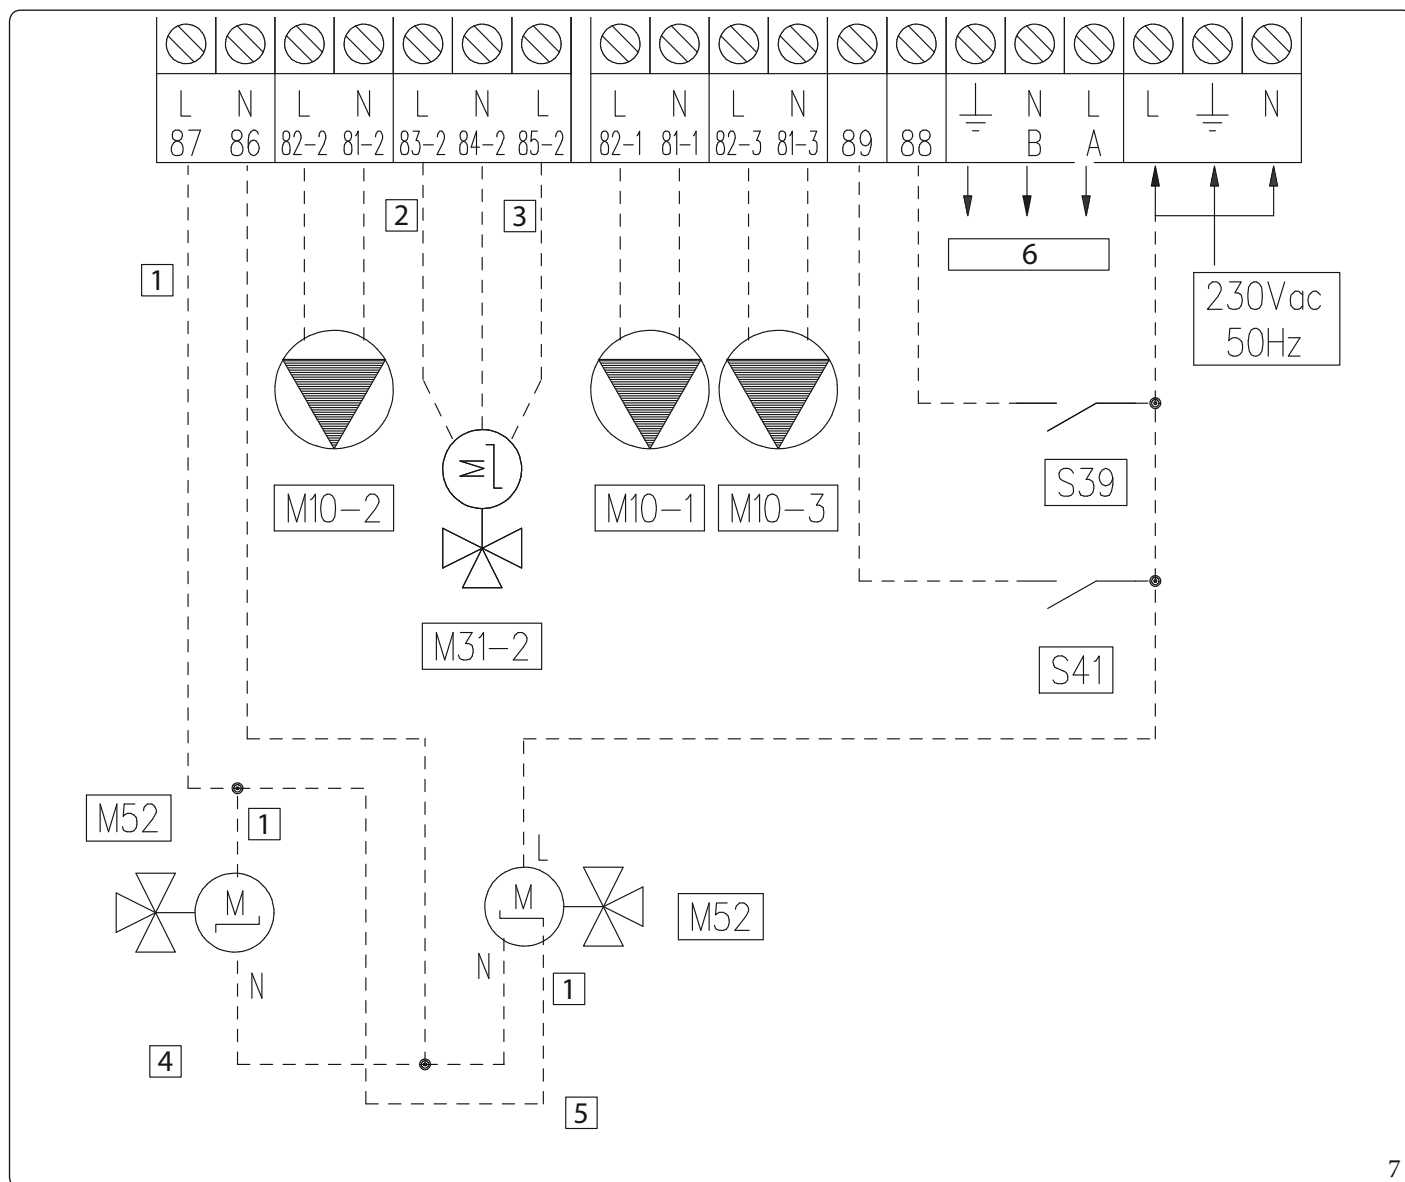 L N L N L N L L N L N N L L N
87 86 82-2 81-2 83-2 84-2 85-2 82-1 81-1 82-3 81-3 89 88 B A
2 3
1 6
230Vac
50Hz
M
S39
M10-2 M10-1 M10-3
M31-2
S41
M52
1
L
M M
M52
N N
1
4
5
7